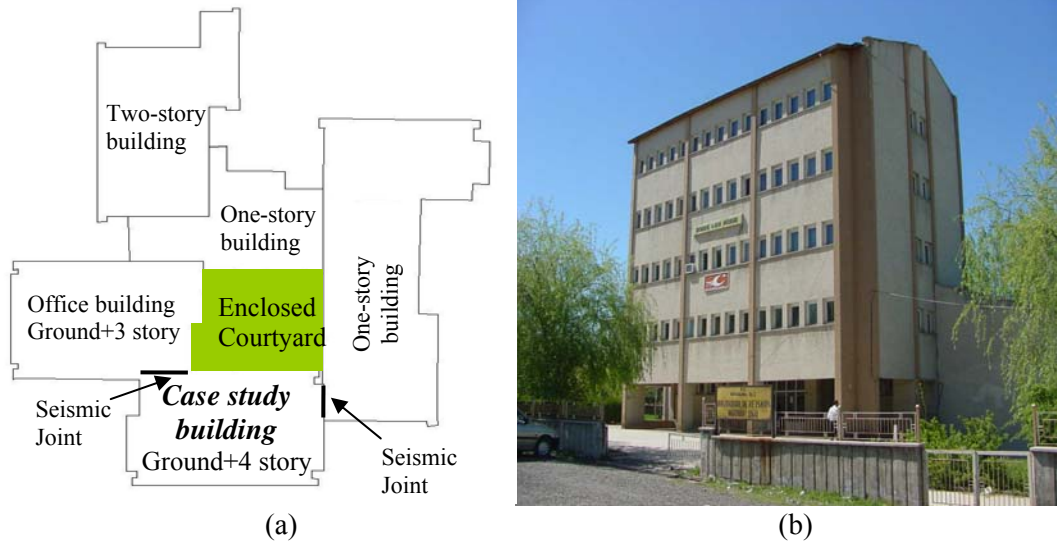 Two-story
building
One-story
building
One-story
building
Office building
Ground+3 story
Enclosed
Courtyard
Seismic
Joint
Case study
building
Ground+4 story
Seismic
Joint
(a)
(b)